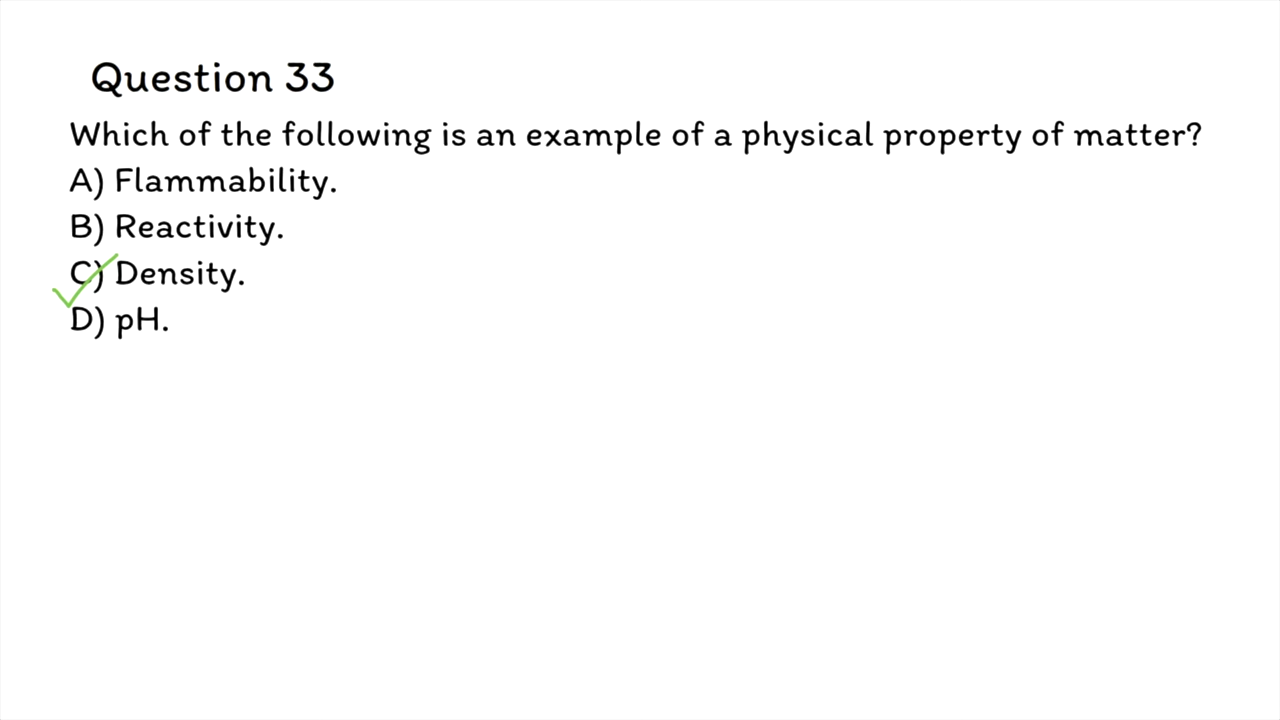 Question 33
Which of the following is an example of a physical property of matter?
A) Flammability.
B) Reactivity.
C) Density.
D) pH.